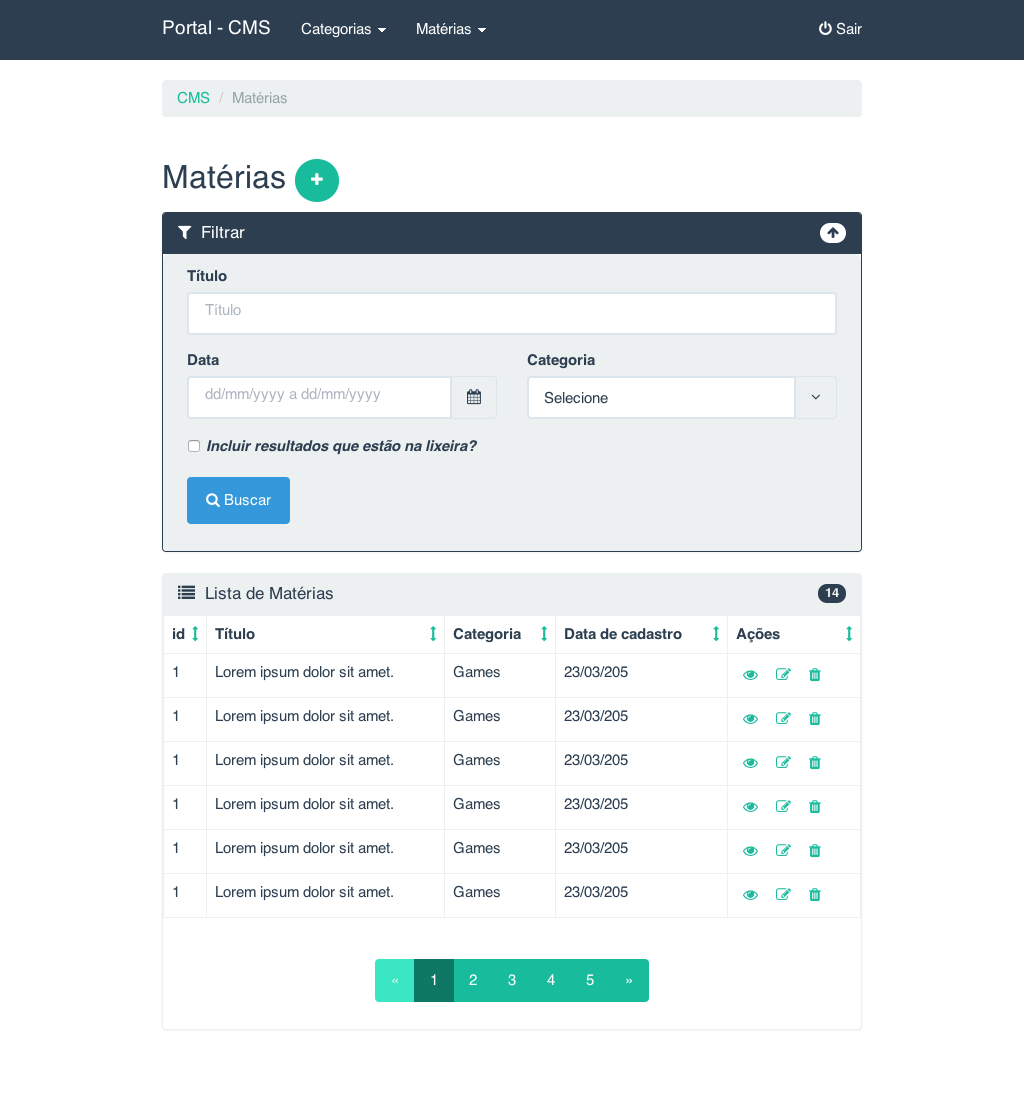 Portal - CMS Categorias Matérias Sair
CMS / Matérias
Matérias
Filtrar
Título
Título
Data Categoria
dd/mm/yyyy a dd/mm/yyyy Selecione
Incluir resultados que estão na lixeira?
Buscar
Lista de Matérias 14
id Título Categoria Data de cadastro Ações
1 Lorem ipsum dolor sit amet. Games 23/03/205
1 Lorem ipsum dolor sit amet. Games 23/03/205
1 Lorem ipsum dolor sit amet. Games 23/03/205
1 Lorem ipsum dolor sit amet. Games 23/03/205
1 Lorem ipsum dolor sit amet. Games 23/03/205
1 Lorem ipsum dolor sit amet. Games 23/03/205
« 1 2 3 4 5 »